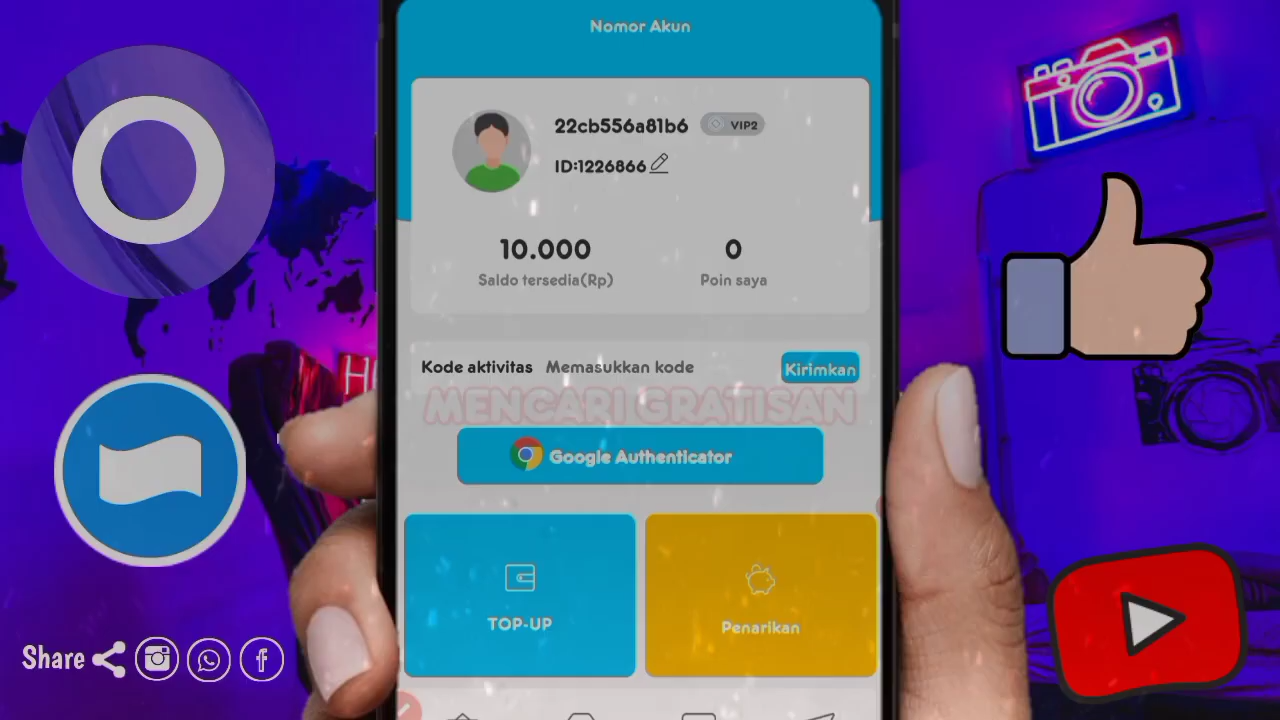 Nomor Akun
22cb556a81b6
VIP2
ID:1226866
10.000
0
Saldo tersedia(Rp)
Poin saya
Kode aktivitas
Memasukkan kode
Kirimkan
MENCARI GRATISAN
Google Authenticator
TOP-UP
Penarikan
Share